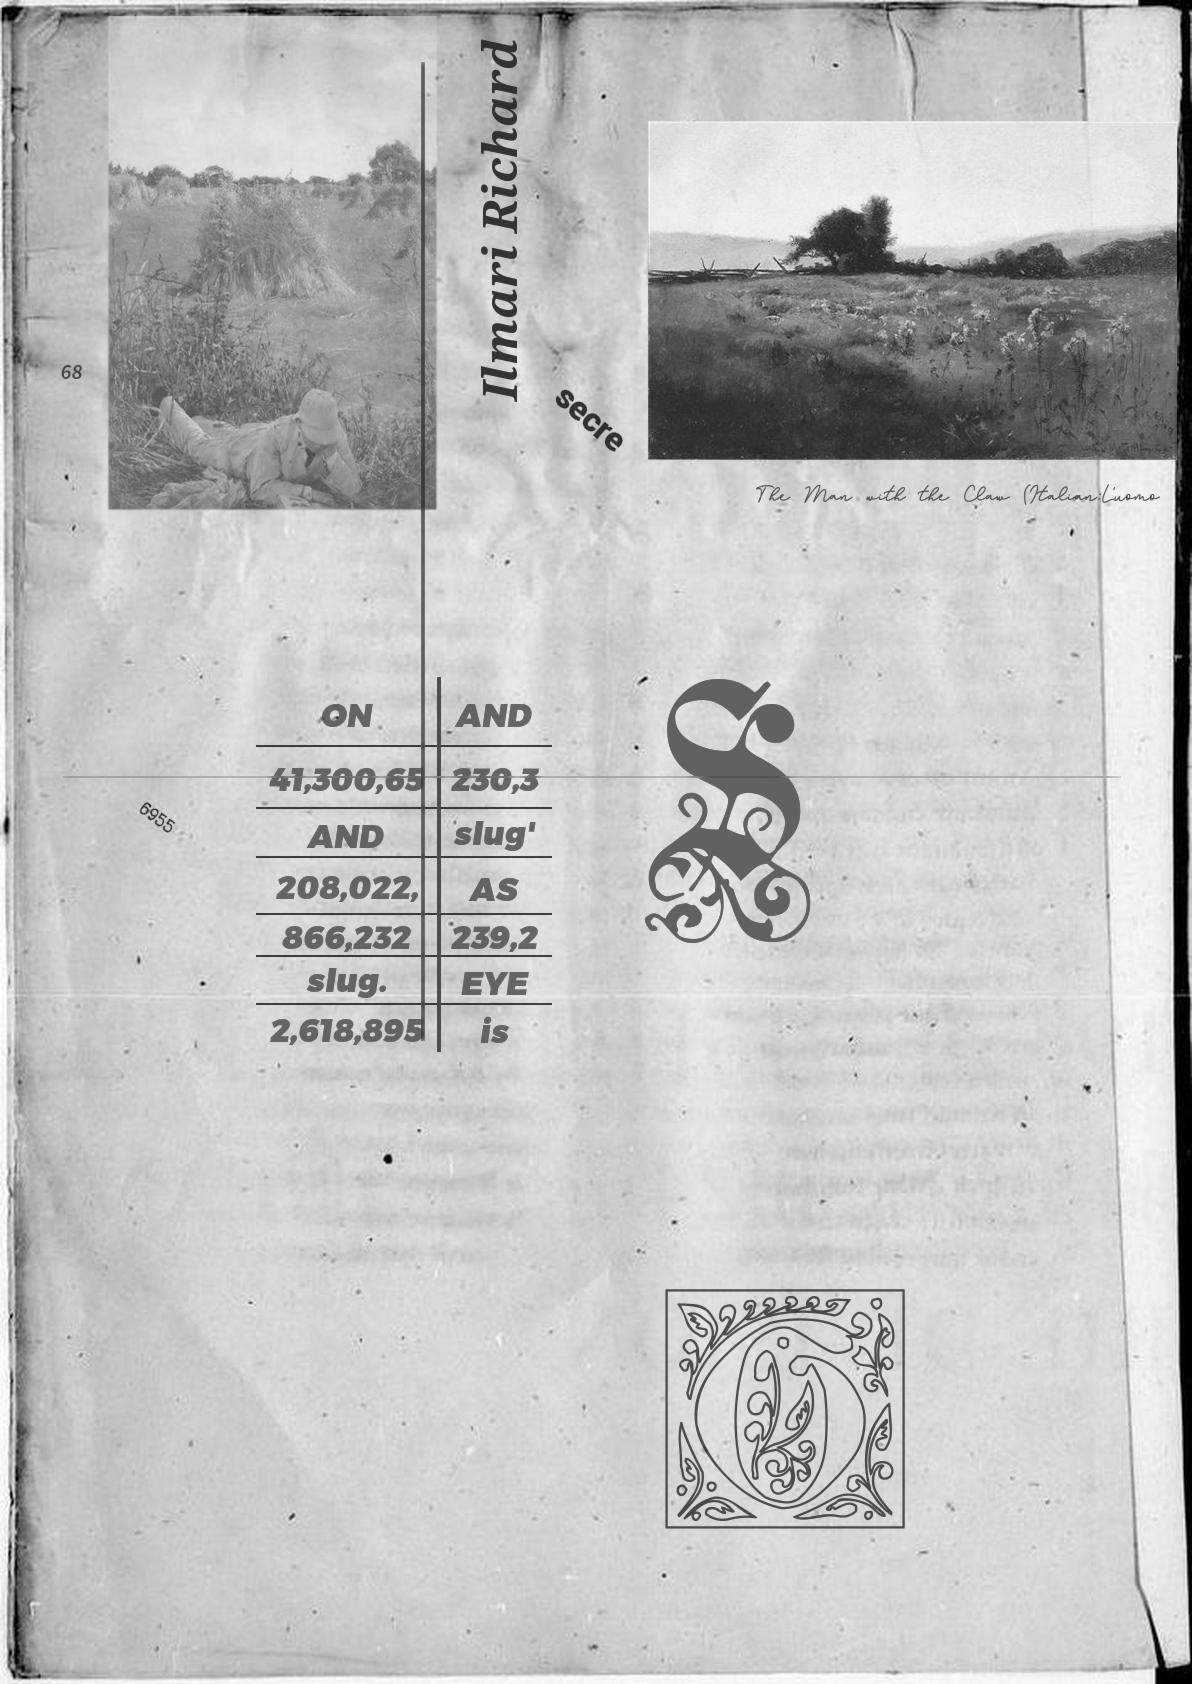 Ilmari Richard
68
secre
The Man with the Claw (Italian:L'uomo
ON AND
41,300,65 230,3
AND slug'
208,022, AS
866,232 239,2
slug. EYE
2,618,895 is
6955
S